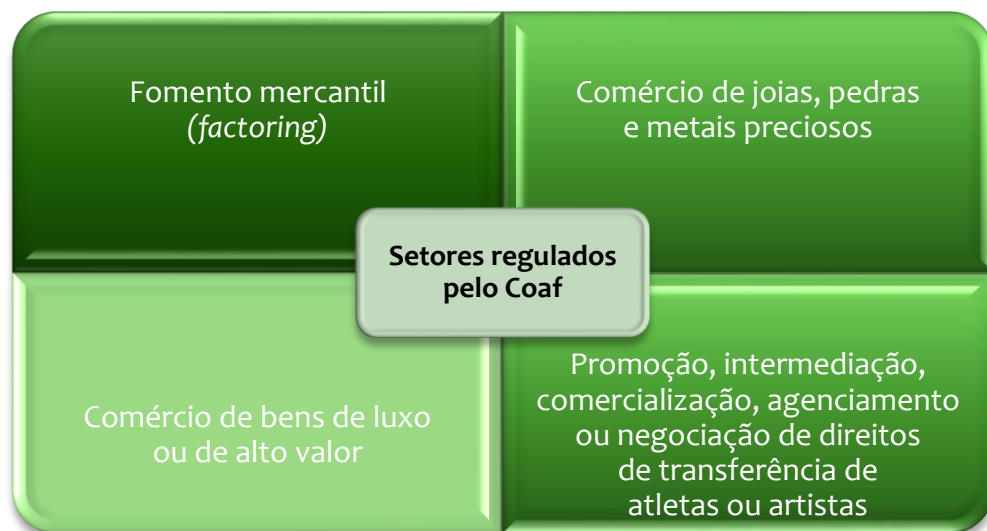 Fomento mercantil
(factoring)
Comércio de joias, pedras
e metais preciosos
Setores regulados
pelo Coaf
Comércio de bens de luxo
ou de alto valor
Promoção, intermediação,
comercialização, agenciamento
ou negociação de direitos
de transferência de
atletas ou artistas